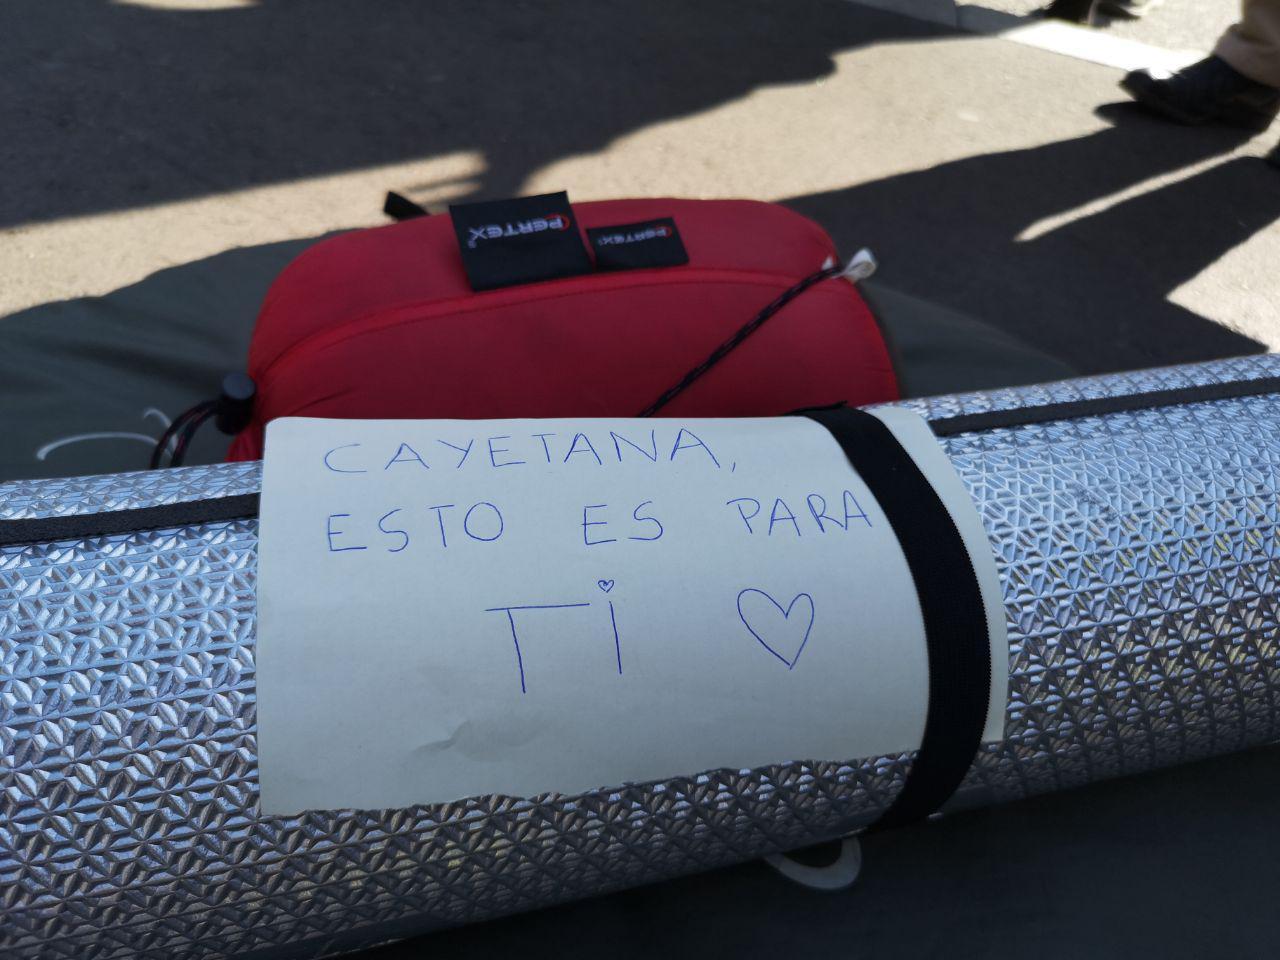 PERTEX
PERTEX
CAYETANA,
ESTO ES PARA
Ti ♡